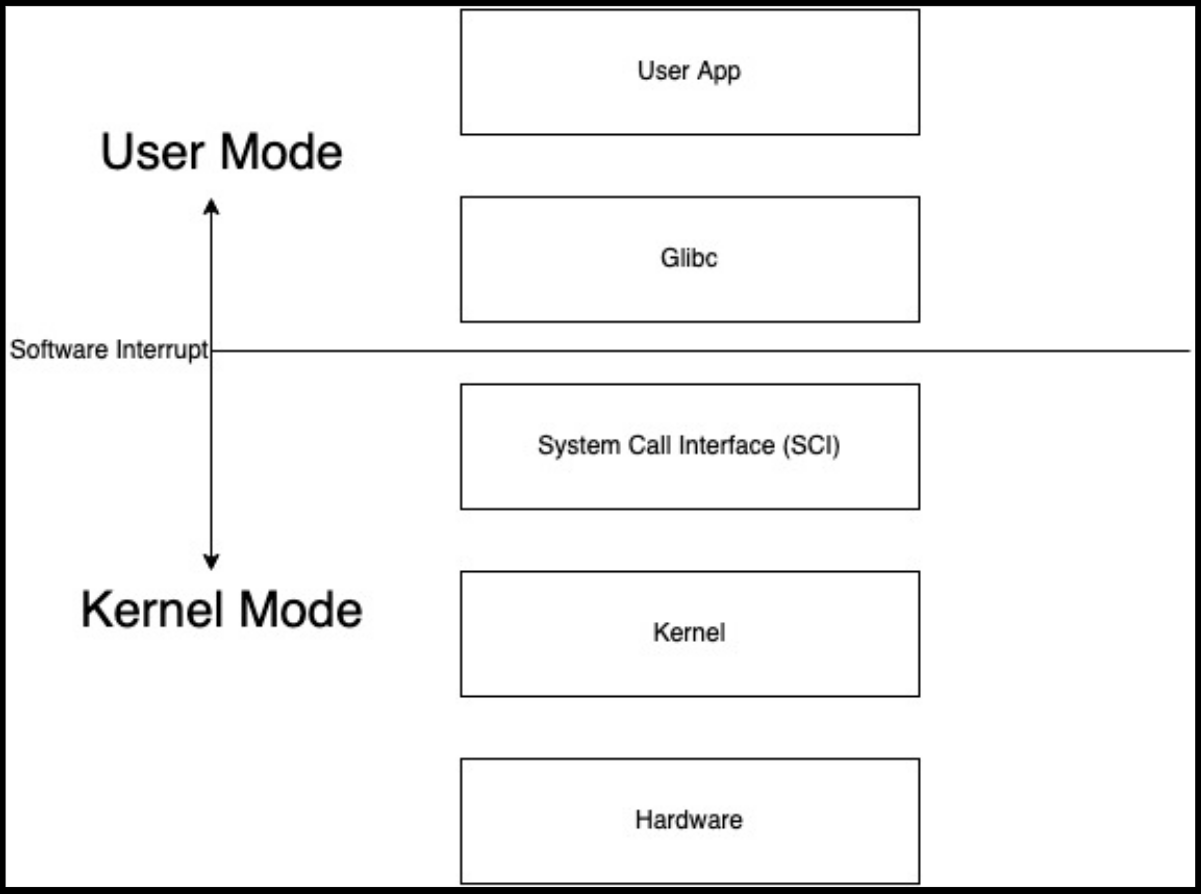 User App
User Mode
Glibc
Software Interrupt
System Call Interface (SCI)
Kernel Mode
Kernel
Hardware